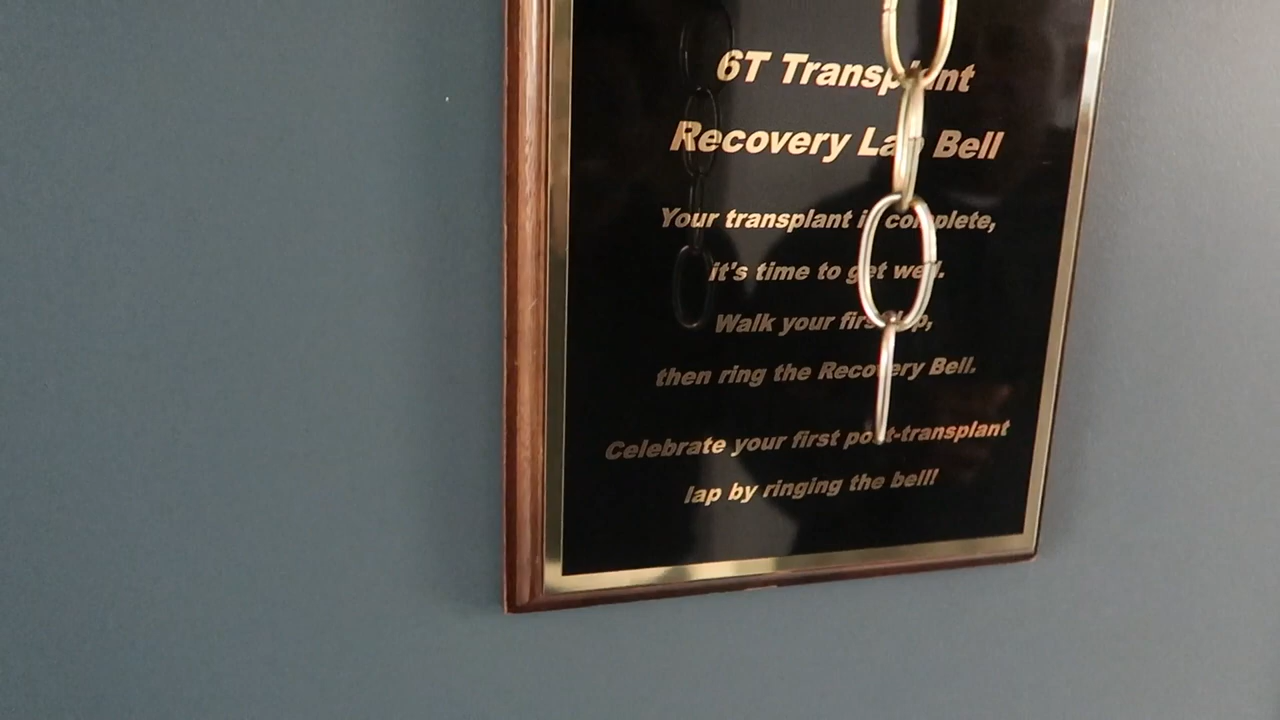 6T Transplant
Recovery Lap Bell
Your transplant is complete,
it's time to get well.
Walk your first lap,
then ring the Recovery Bell.
Celebrate your first post-transplant
lap by ringing the bell!